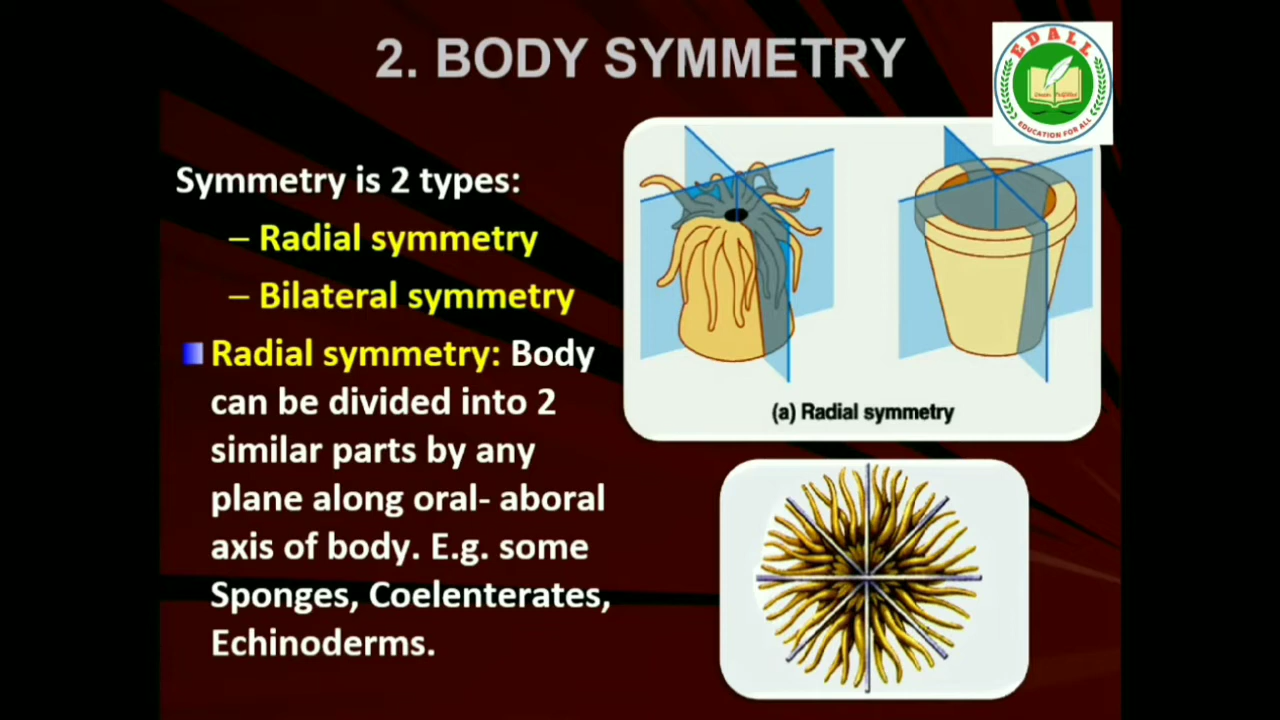 2. BODY SYMMETRY
EDALL
EDUCATION FOR ALL
Symmetry is 2 types:
– Radial symmetry
– Bilateral symmetry
Radial symmetry: Body
can be divided into 2
similar parts by any
plane along oral- aboral
axis of body. E.g. some
Sponges, Coelenterates,
Echinoderms.
(a) Radial symmetry